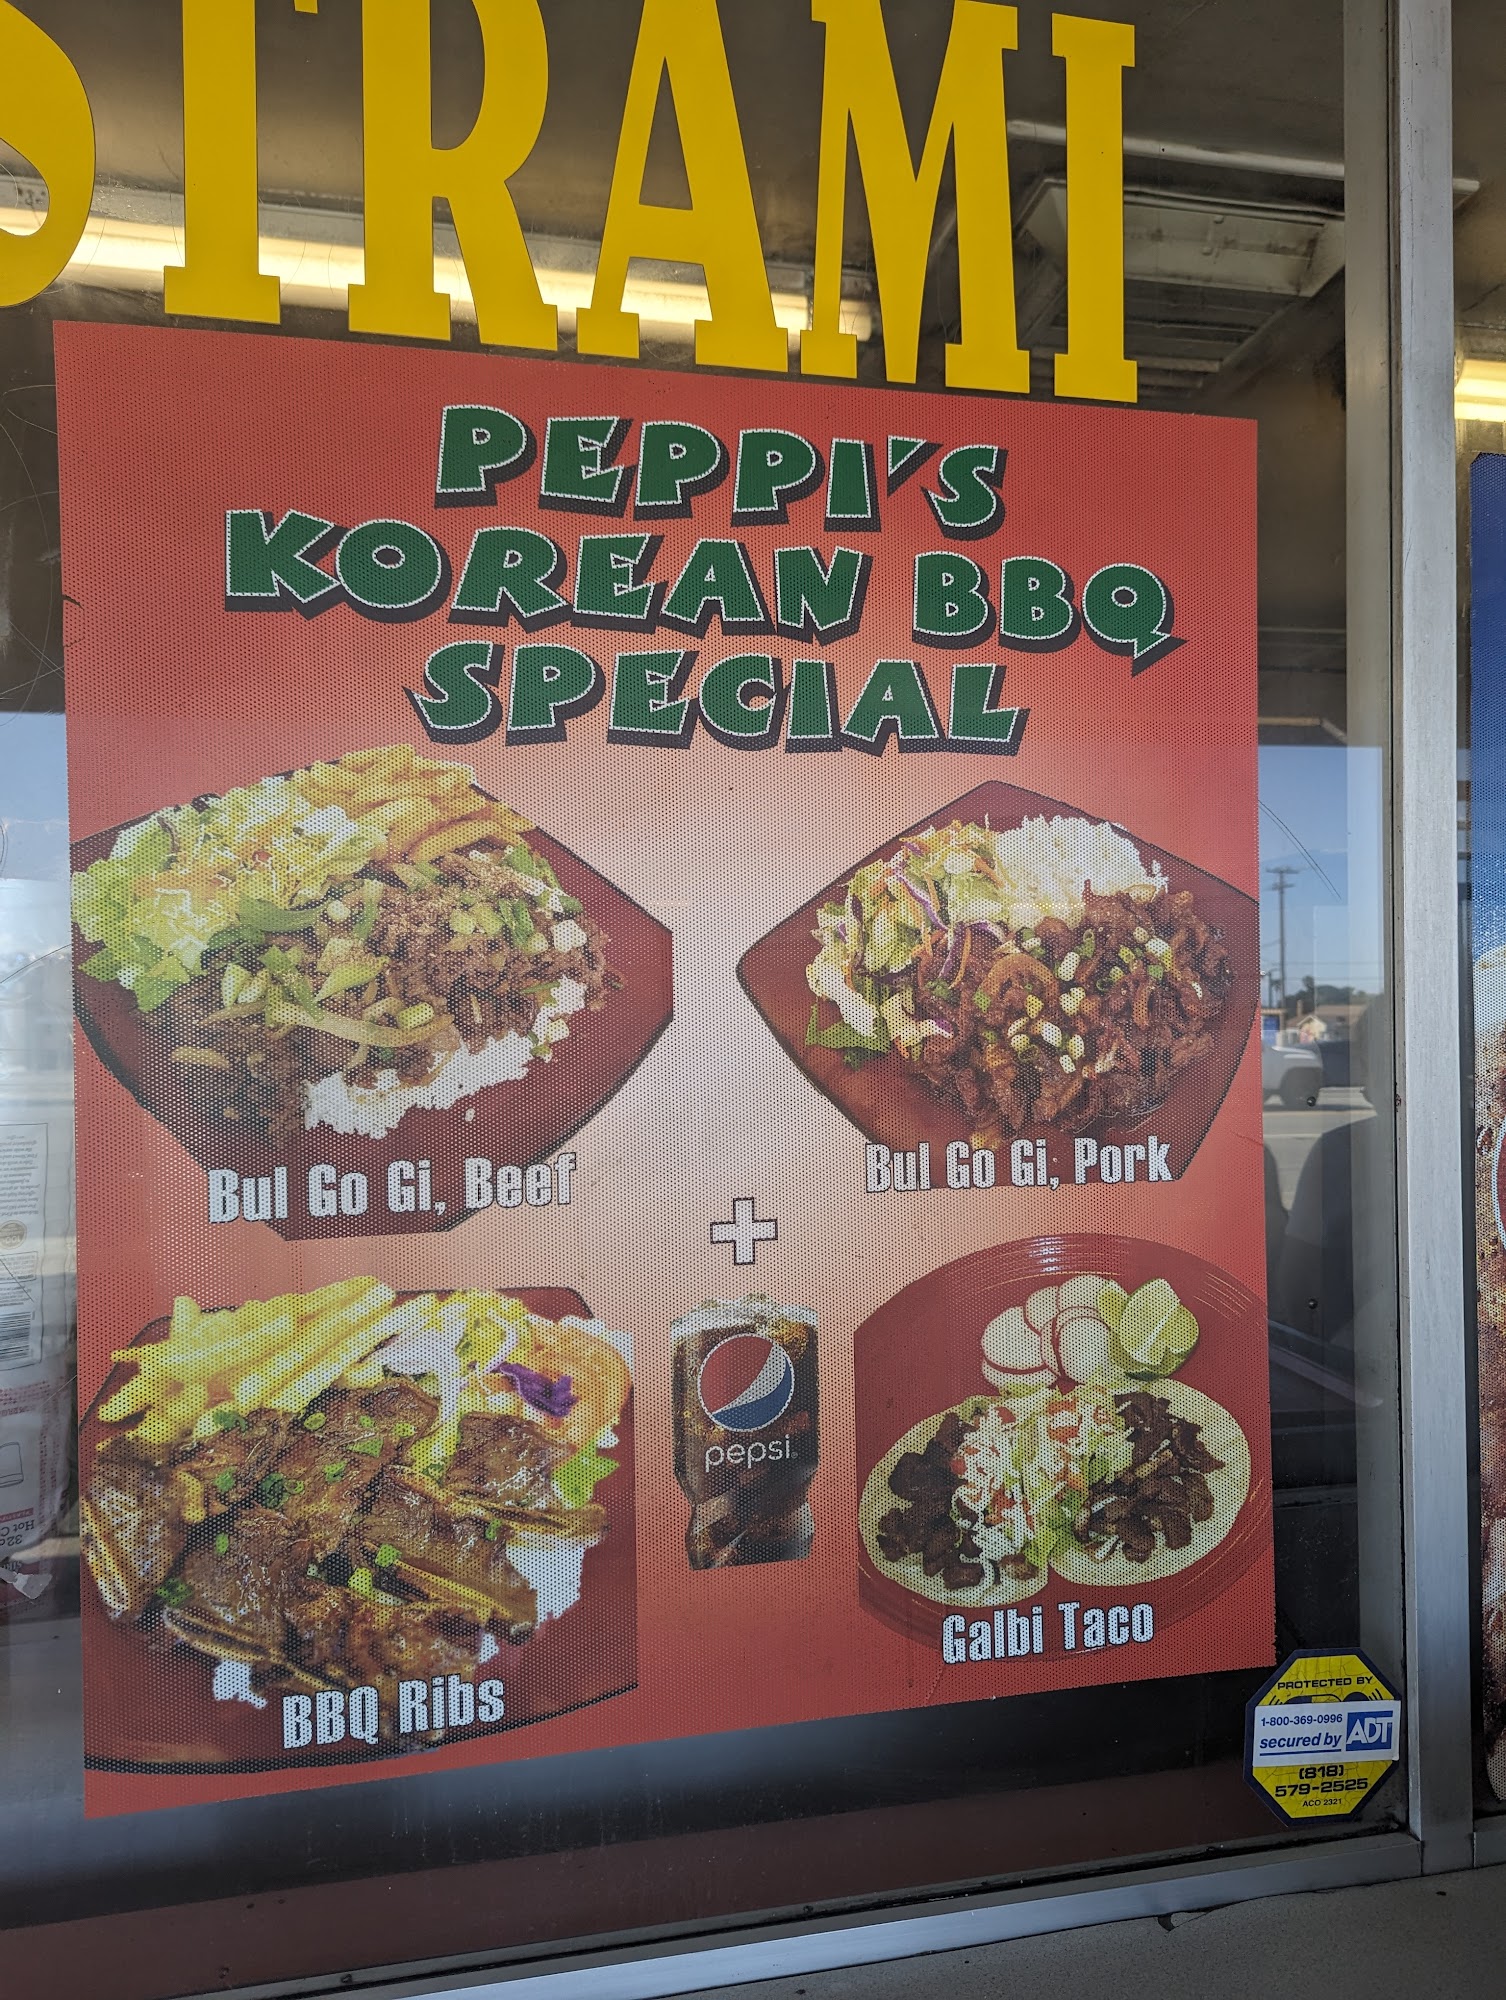 STRAMI
PEPPI'S
KOREAN BBQ
SPECIAL
Bul Go Gi, Beef
Bul Go Gi, Pork
+
pepsi
BBQ Ribs
Galbi Taco
PROTECTED BY
1-800-369-0996
secured by ADT
(818)
579-2525
ACO 2321